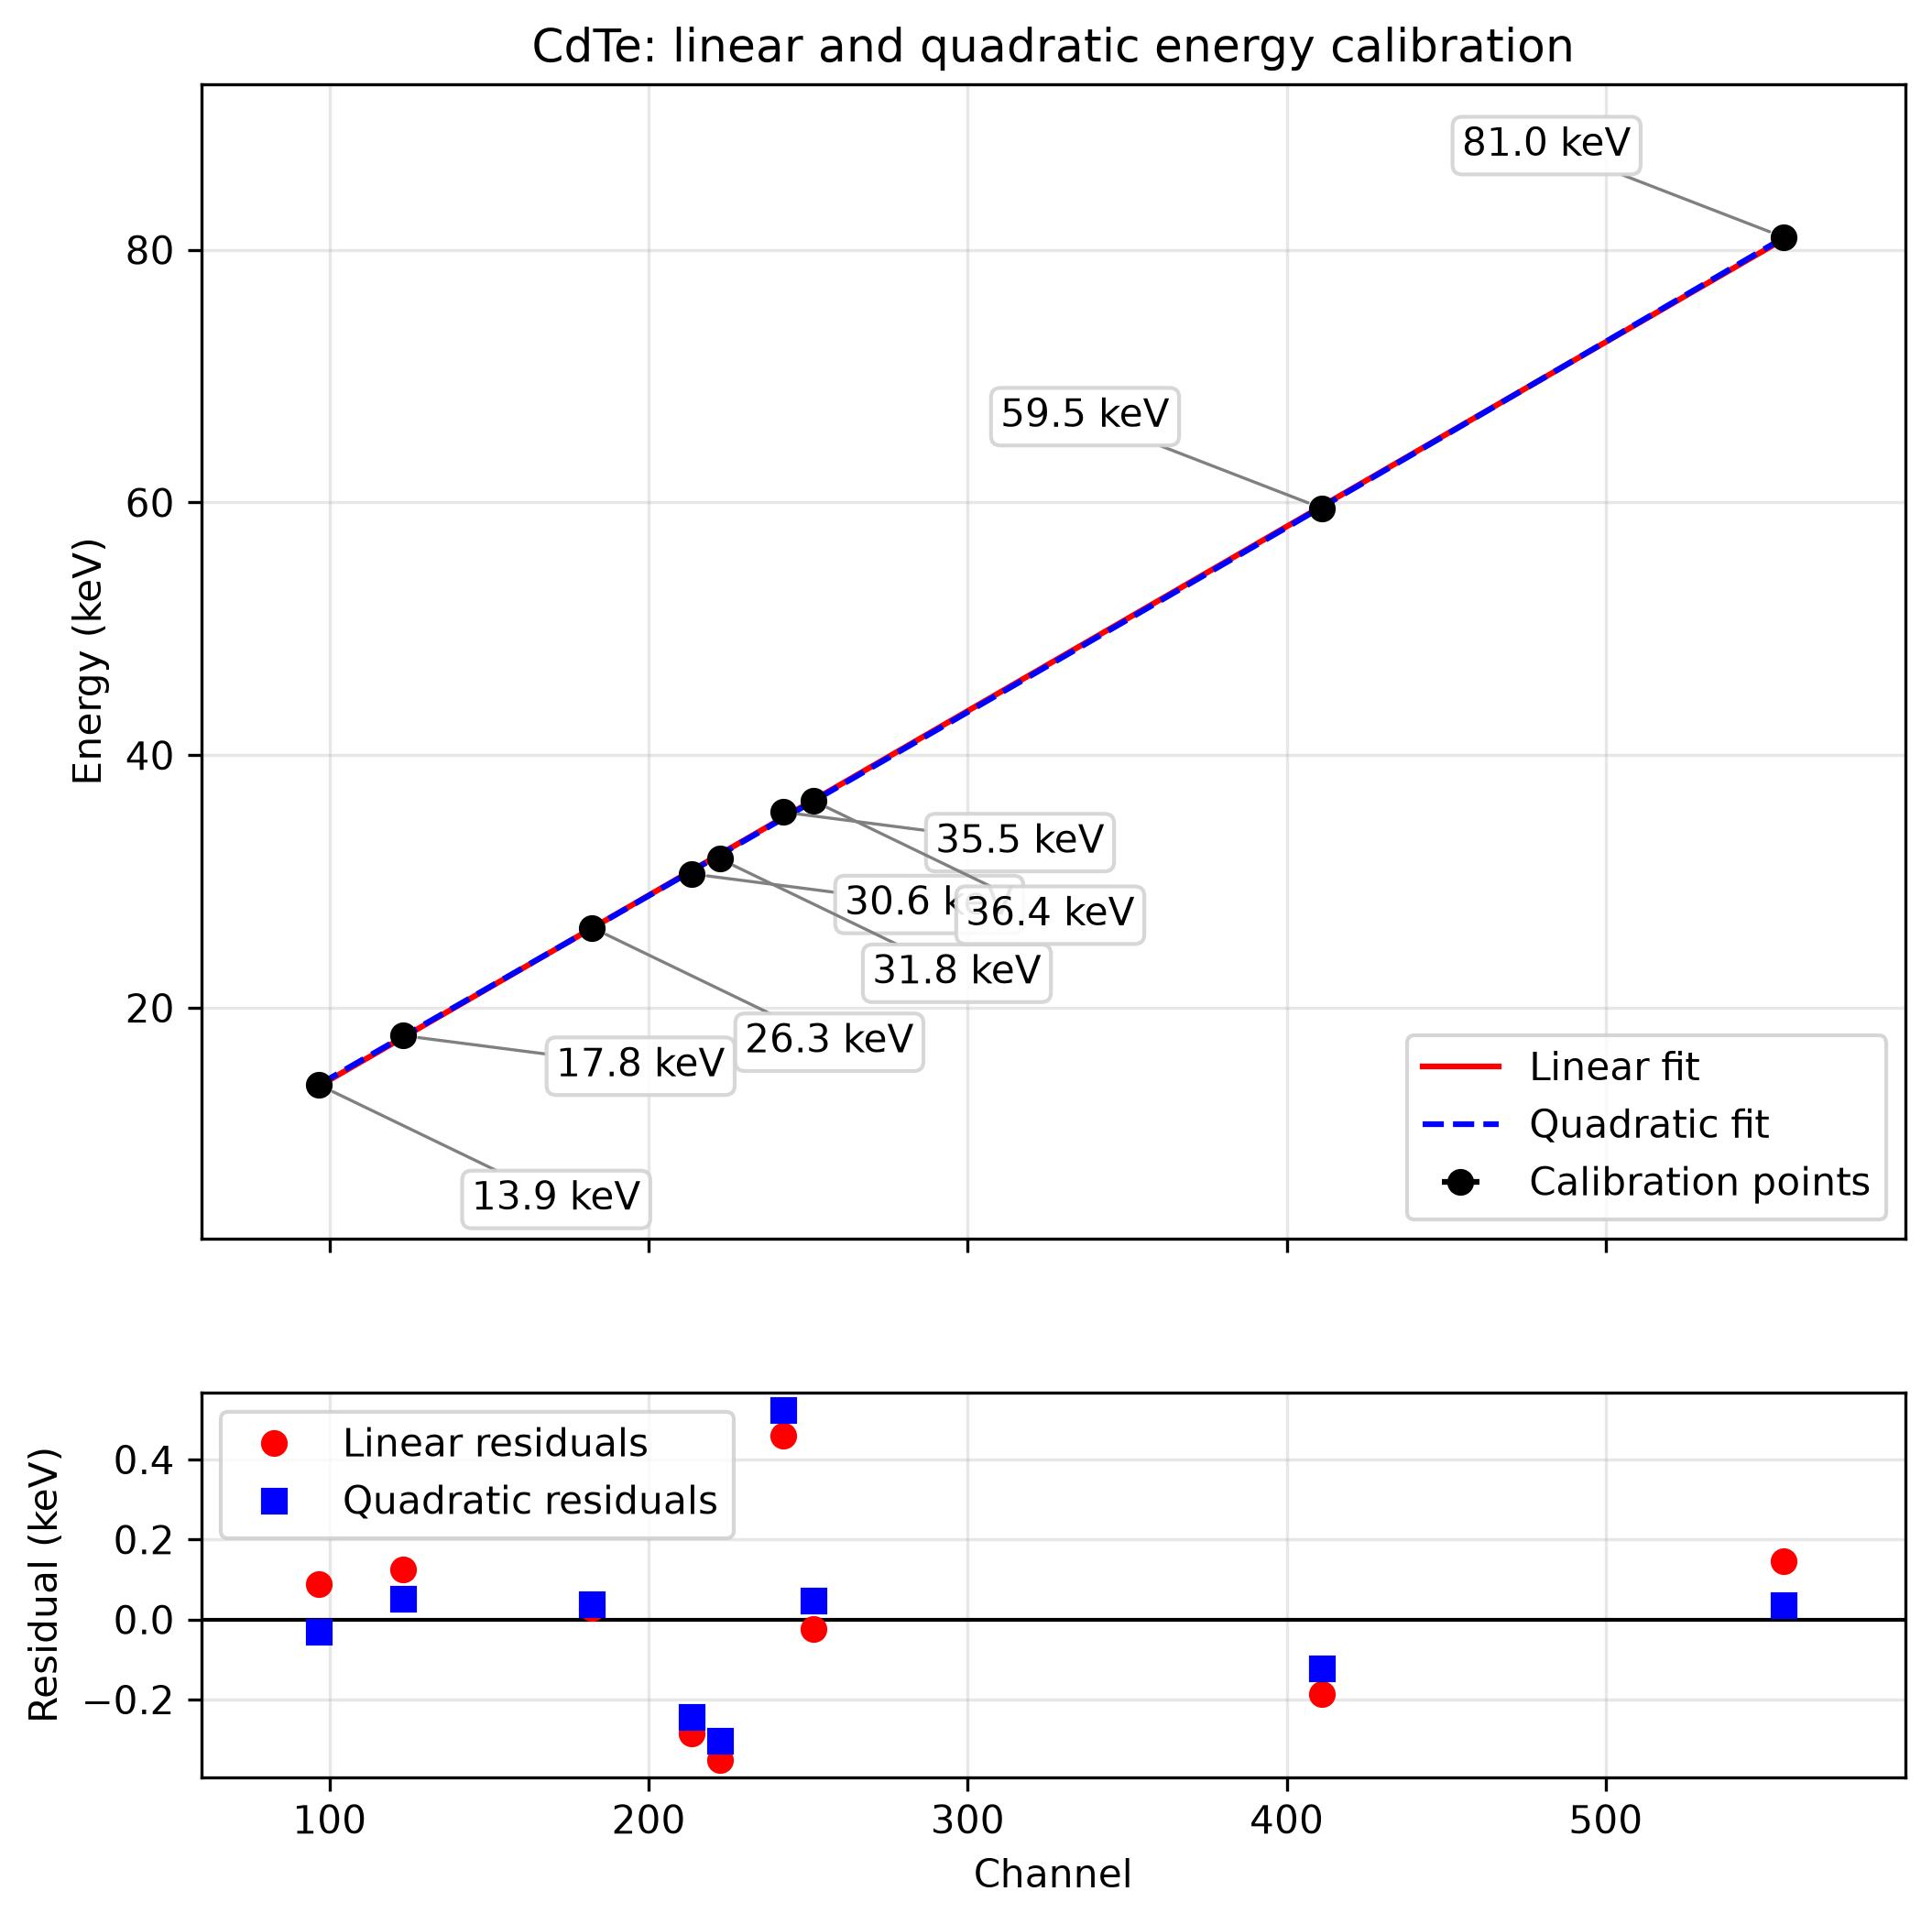 CdTe: linear and quadratic energy calibration
81.0 keV
80
59.5 keV
60
Energy (keV)
40
35.5 keV
30.6
36.4 keV
31.8 keV
20
26.3 keV
17.8 keV
13.9 keV
Linear fit
Quadratic fit
Calibration points
Linear residuals
Quadratic residuals
0.4
0.2
0.0
−0.2
Residual (keV)
100 200 300 400 500
Channel